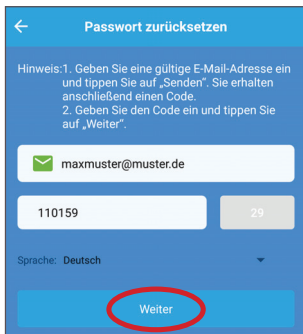 Passwort zurücksetzen
Hinweis:1. Geben Sie eine gültige E-Mail-Adresse ein
und tippen Sie auf „Senden“. Sie erhalten
anschließend einen Code.
2. Geben Sie den Code ein und tippen Sie
auf „Weiter“.
maxmuster@muster.de
110159 29
Sprache: Deutsch
Weiter